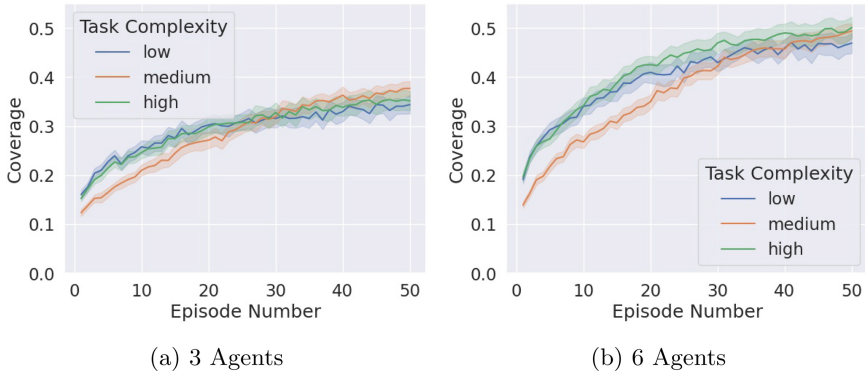 Task Complexity
low
medium
high
Coverage
0.5
0.4
0.3
0.2
0.1
0.0
0 10 20 30 40 50
Episode Number
(a) 3 Agents
Coverage
0.5
0.4
0.3
0.2
0.1
0.0
Task Complexity
low
medium
high
0 10 20 30 40 50
Episode Number
(b) 6 Agents